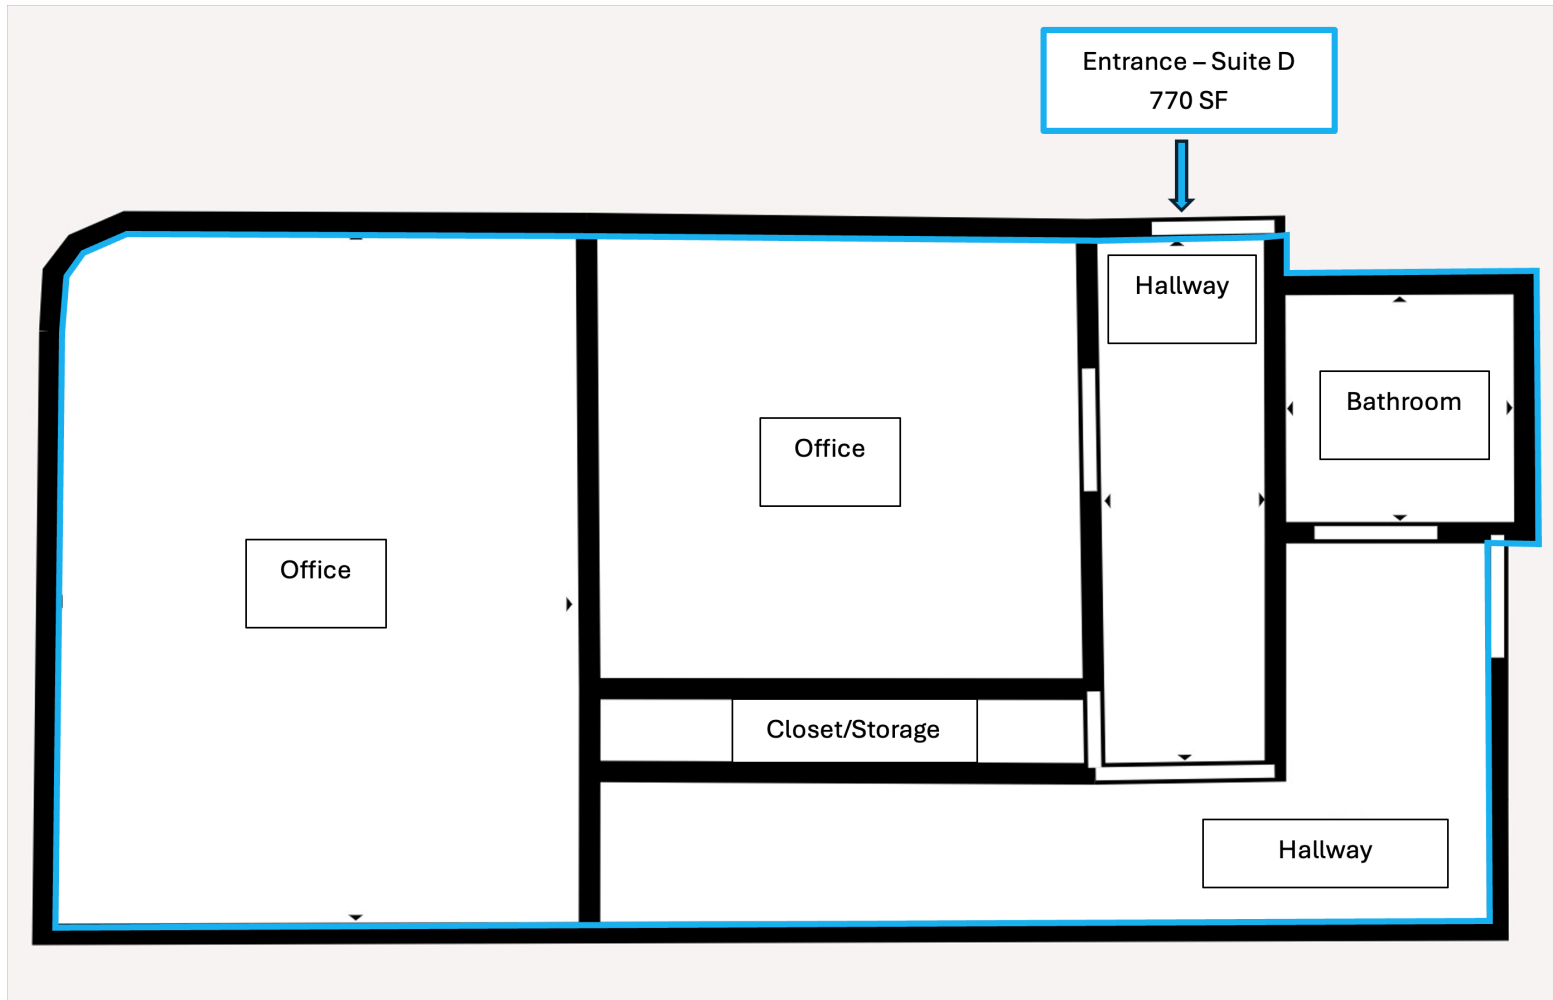 Entrance – Suite D
770 SF
Hallway
Bathroom
Office
Office
Closet/Storage
Hallway